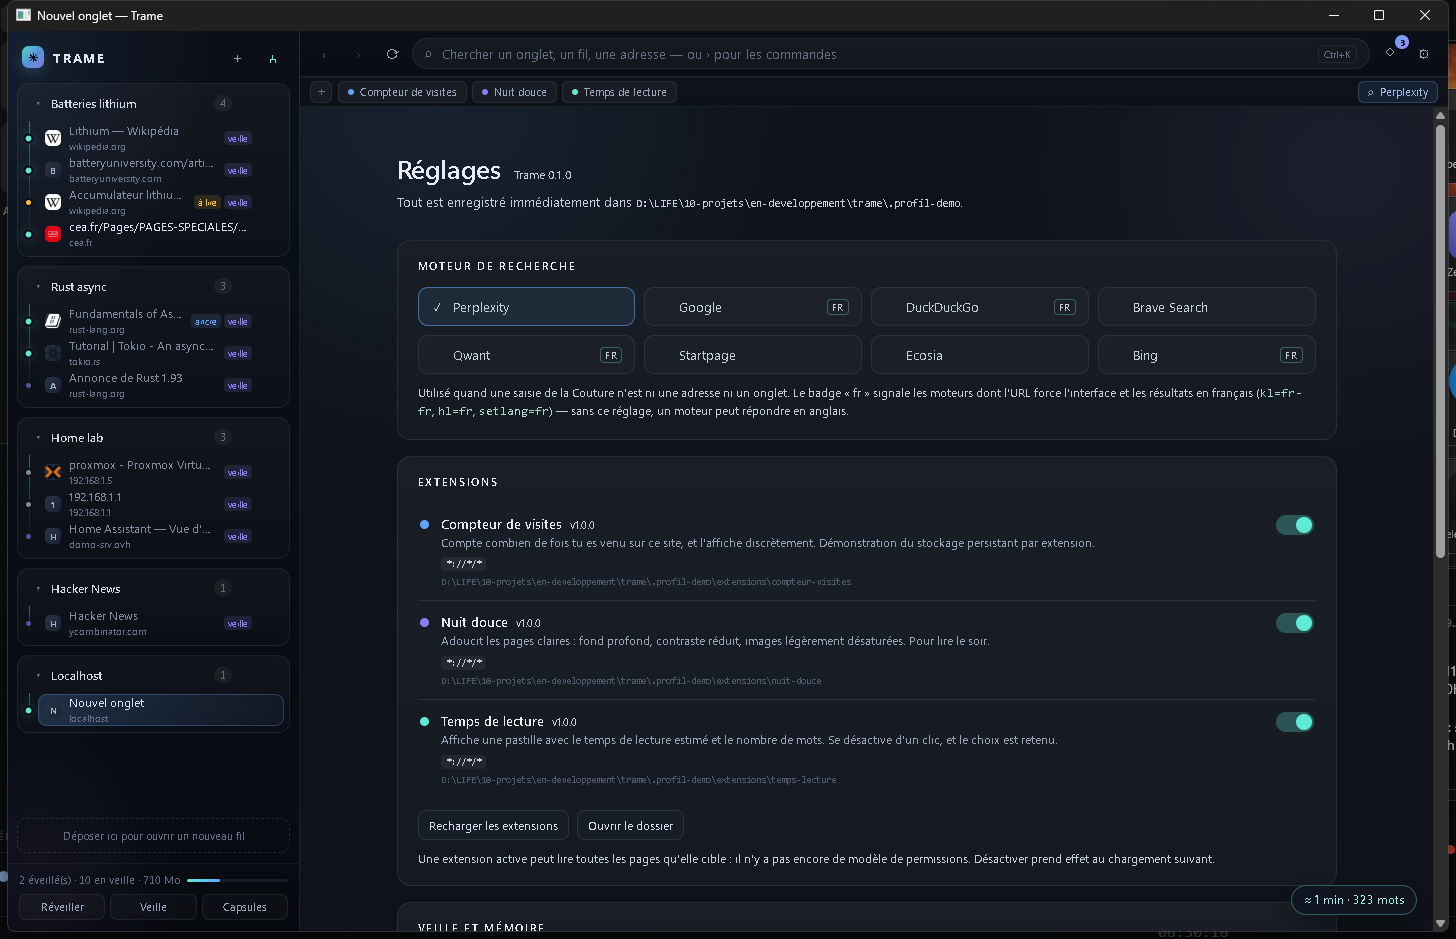 Nouvel onglet — Trame
TRAME
Chercher un onglet, un fil, une adresse — ou › pour les commandes
Ctrl+K
3
+
Compteur de visites
Nuit douce
Temps de lecture
Perplexity
Batteries lithium
4
Lithium — Wikipédia
wikipedia.org
veille
batteryuniversity.com/arti...
batteryuniversity.com
veille
Accumulateur lithiu...
wikipedia.org
à lire
veille
cea.fr/Pages/PAGES-SPECIALES/...
cea.fr
Rust async
3
Fundamentals of As...
rust-lang.org
ancre
veille
Tutorial | Tokio - An async...
tokio.rs
veille
Annonce de Rust 1.93
rust-lang.org
veille
Home lab
3
proxmox - Proxmox Virtu...
192.168.1.5
veille
192.168.1.1
192.168.1.1
veille
Home Assistant — Vue d'...
domo-srv.ovh
veille
Hacker News
1
Hacker News
ycombinator.com
veille
Localhost
1
Nouvel onglet
localhost
Déposer ici pour ouvrir un nouveau fil
2 éveillé(s) · 10 en veille · 710 Mo
Réveiller
Veille
Capsules
Réglages
Trame 0.1.0
Tout est enregistré immédiatement dans D:\LIFE\10-projets\en-developpement\trame\.profil-demo.
MOTEUR DE RECHERCHE
✓ Perplexity
Google FR
DuckDuckGo FR
Brave Search
Qwant FR
Startpage
Ecosia
Bing FR
Utilisé quand une saisie de la Couture n'est ni une adresse ni un onglet. Le badge « fr » signale les moteurs dont l'URL force l'interface et les résultats en français (kl=fr-
fr, hl=fr, setlang=fr) — sans ce réglage, un moteur peut répondre en anglais.
EXTENSIONS
Compteur de visites v1.0.0
Compte combien de fois tu es venu sur ce site, et l'affiche discrètement. Démonstration du stockage persistant par extension.
*://*/*
D:\LIFE\10-projets\en-developpement\trame\.profil-demo\extensions\compteur-visites
Nuit douce v1.0.0
Adoucit les pages claires : fond profond, contraste réduit, images légèrement désaturées. Pour lire le soir.
*://*/*
D:\LIFE\10-projets\en-developpement\trame\.profil-demo\extensions\nuit-douce
Temps de lecture v1.0.0
Affiche une pastille avec le temps de lecture estimé et le nombre de mots. Se désactive d'un clic, et le choix est retenu.
*://*/*
D:\LIFE\10-projets\en-developpement\trame\.profil-demo\extensions\temps-lecture
Recharger les extensions
Ouvrir le dossier
Une extension active peut lire toutes les pages qu'elle cible : il n'y a pas encore de modèle de permissions. Désactiver prend effet au chargement suivant.
VEILLE ET MÉMOIRE
≈ 1 min · 323 mots